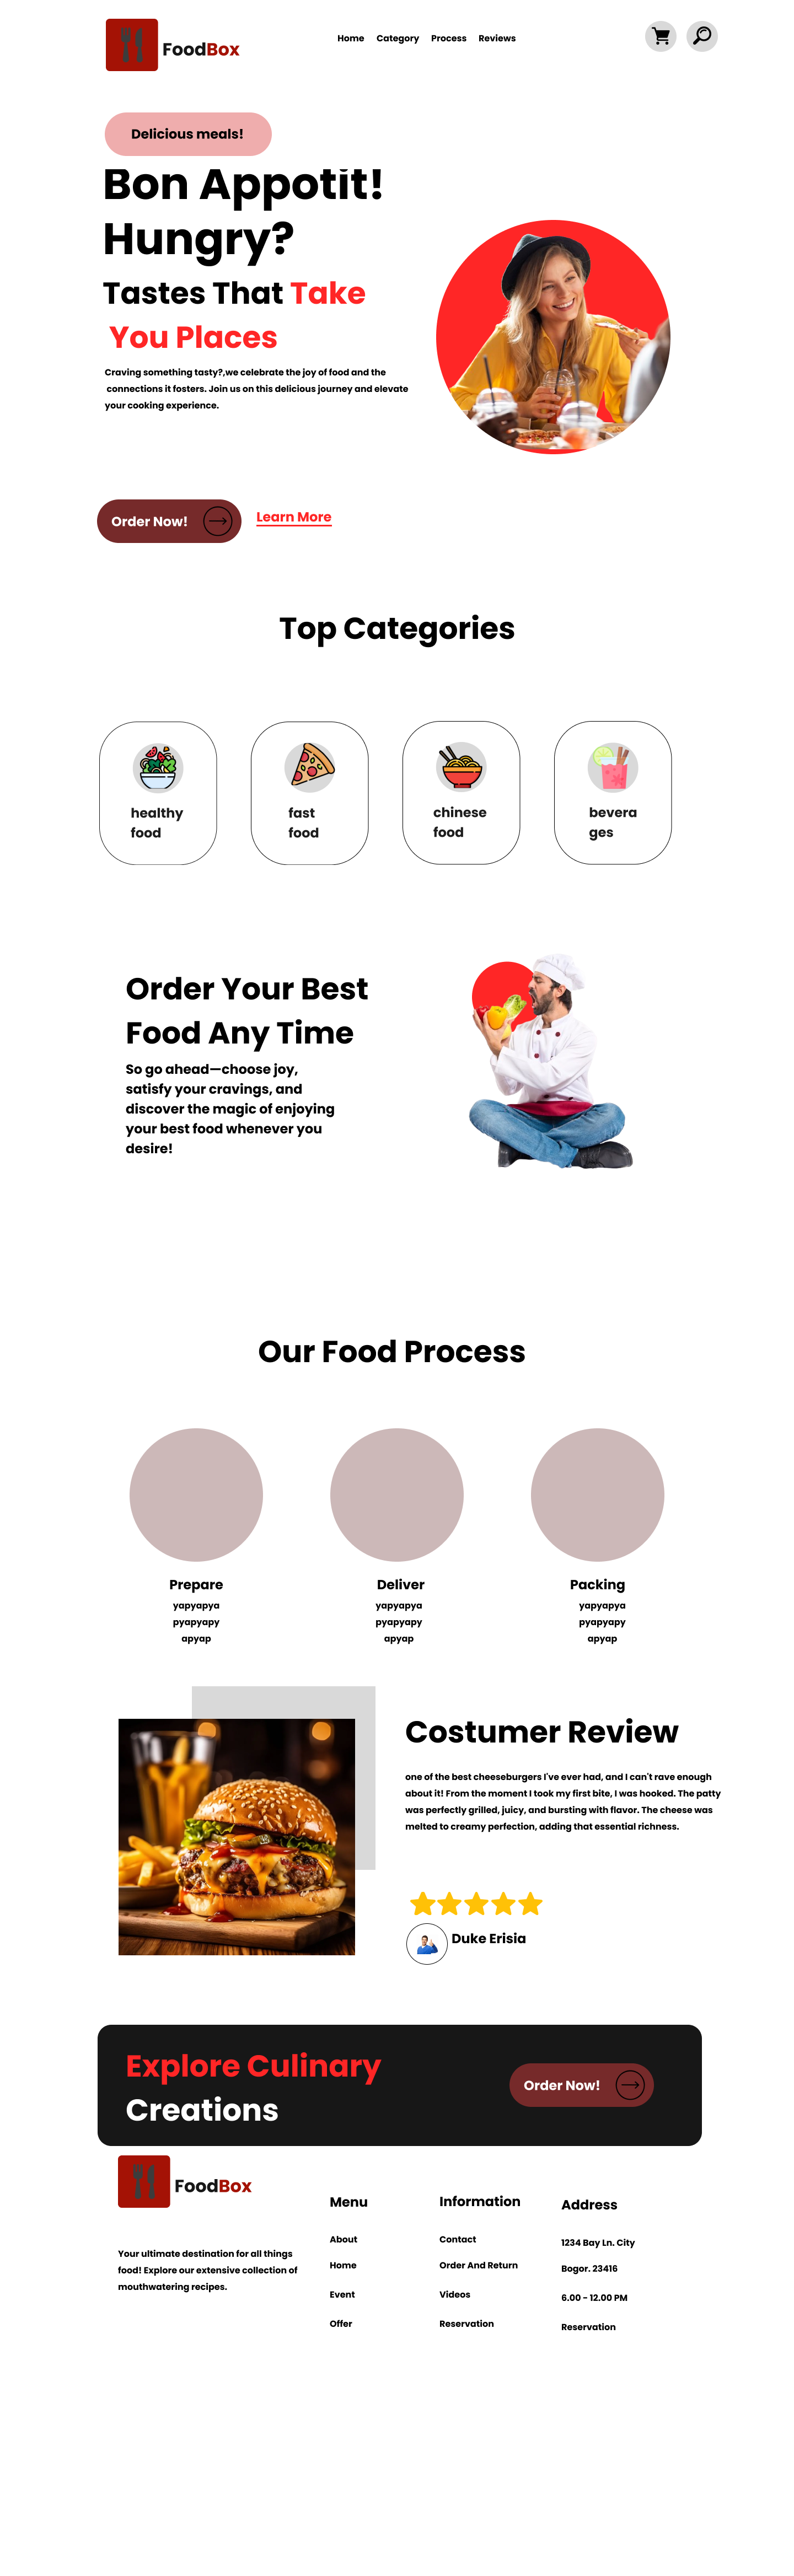 FoodBox
Home Category Process Reviews
Delicious meals!
Bon Appotit!
Hungry?
Tastes That Take
You Places
Craving something tasty?,we celebrate the joy of food and the
connections it fosters. Join us on this delicious journey and elevate
your cooking experience.
Order Now!
Learn More
Top Categories
healthy
food
fast
food
chinese
food
bevera
ges
Order Your Best
Food Any Time
So go ahead—choose joy,
satisfy your cravings, and
discover the magic of enjoying
your best food whenever you
desire!
Our Food Process
Prepare
yapyapya
pyapyapy
apyap
Deliver
yapyapya
pyapyapy
apyap
Packing
yapyapya
pyapyapy
apyap
Costumer Review
one of the best cheeseburgers I've ever had, and I can't rave enough
about it! From the moment I took my first bite, I was hooked. The patty
was perfectly grilled, juicy, and bursting with flavor. The cheese was
melted to creamy perfection, adding that essential richness.
Duke Erisia
Explore Culinary
Creations
Order Now!
FoodBox
Your ultimate destination for all things
food! Explore our extensive collection of
mouthwatering recipes.
Menu
About
Home
Event
Offer
Information
Contact
Order And Return
Videos
Reservation
Address
1234 Bay Ln. City
Bogor. 23416
6.00 - 12.00 PM
Reservation